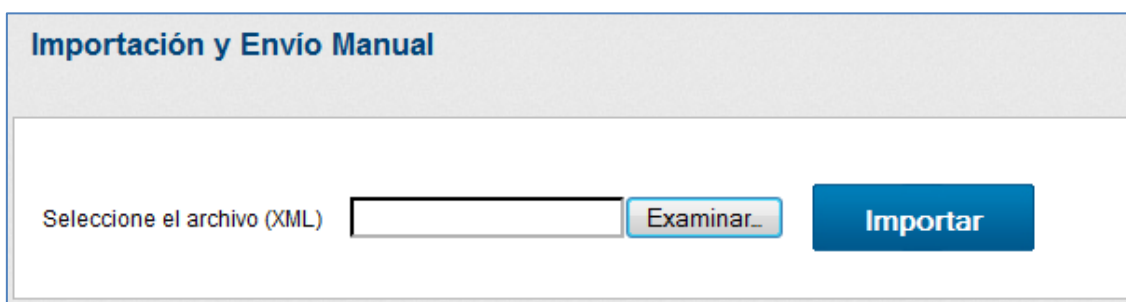 Importación y Envío Manual
Seleccione el archivo (XML) Examinar... Importar